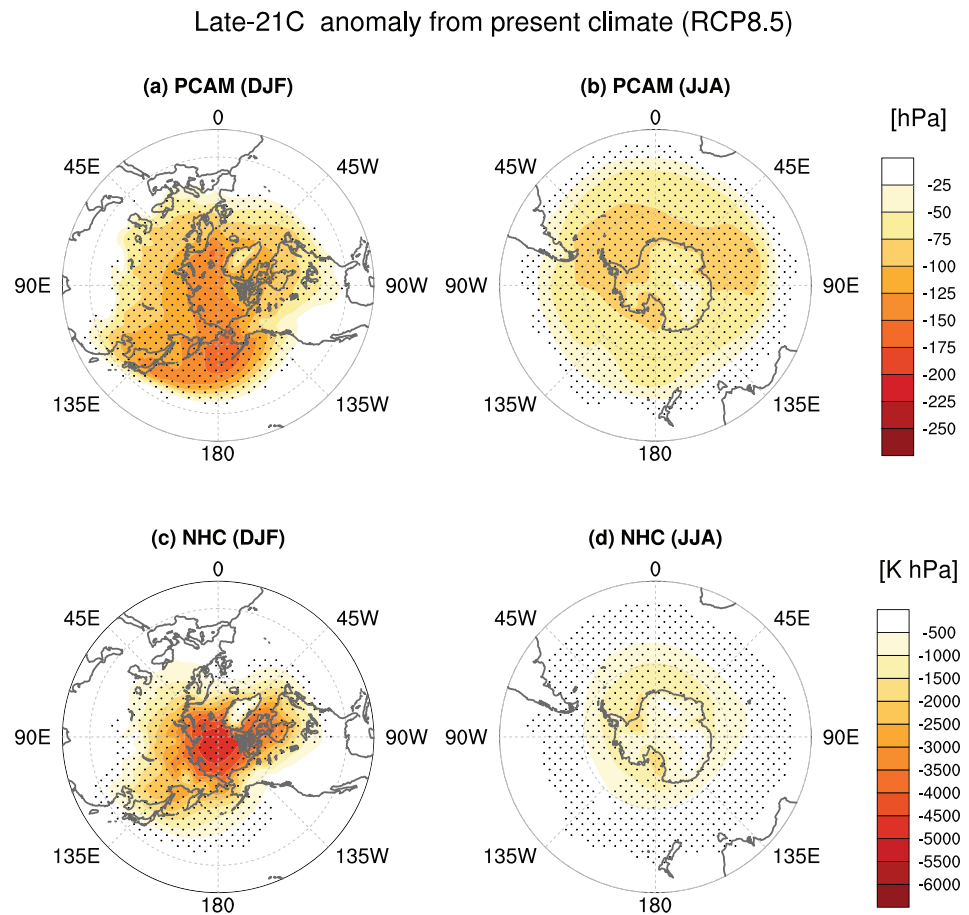 Late-21C anomaly from present climate (RCP8.5)
(a) PCAM (DJF)
0
45E
45W
90E
90W
135E
135W
180
(b) PCAM (JJA)
0
45E
45W
90W
90E
135W
135E
180
[hPa]
-25
-50
-75
-100
-125
-150
-175
-200
-225
-250
(c) NHC (DJF)
0
45E
45W
90E
90W
135E
135W
180
(d) NHC (JJA)
0
45E
45W
90W
90E
135W
135E
180
[K hPa]
-500
-1000
-1500
-2000
-2500
-3000
-3500
-4000
-4500
-5000
-5500
-6000